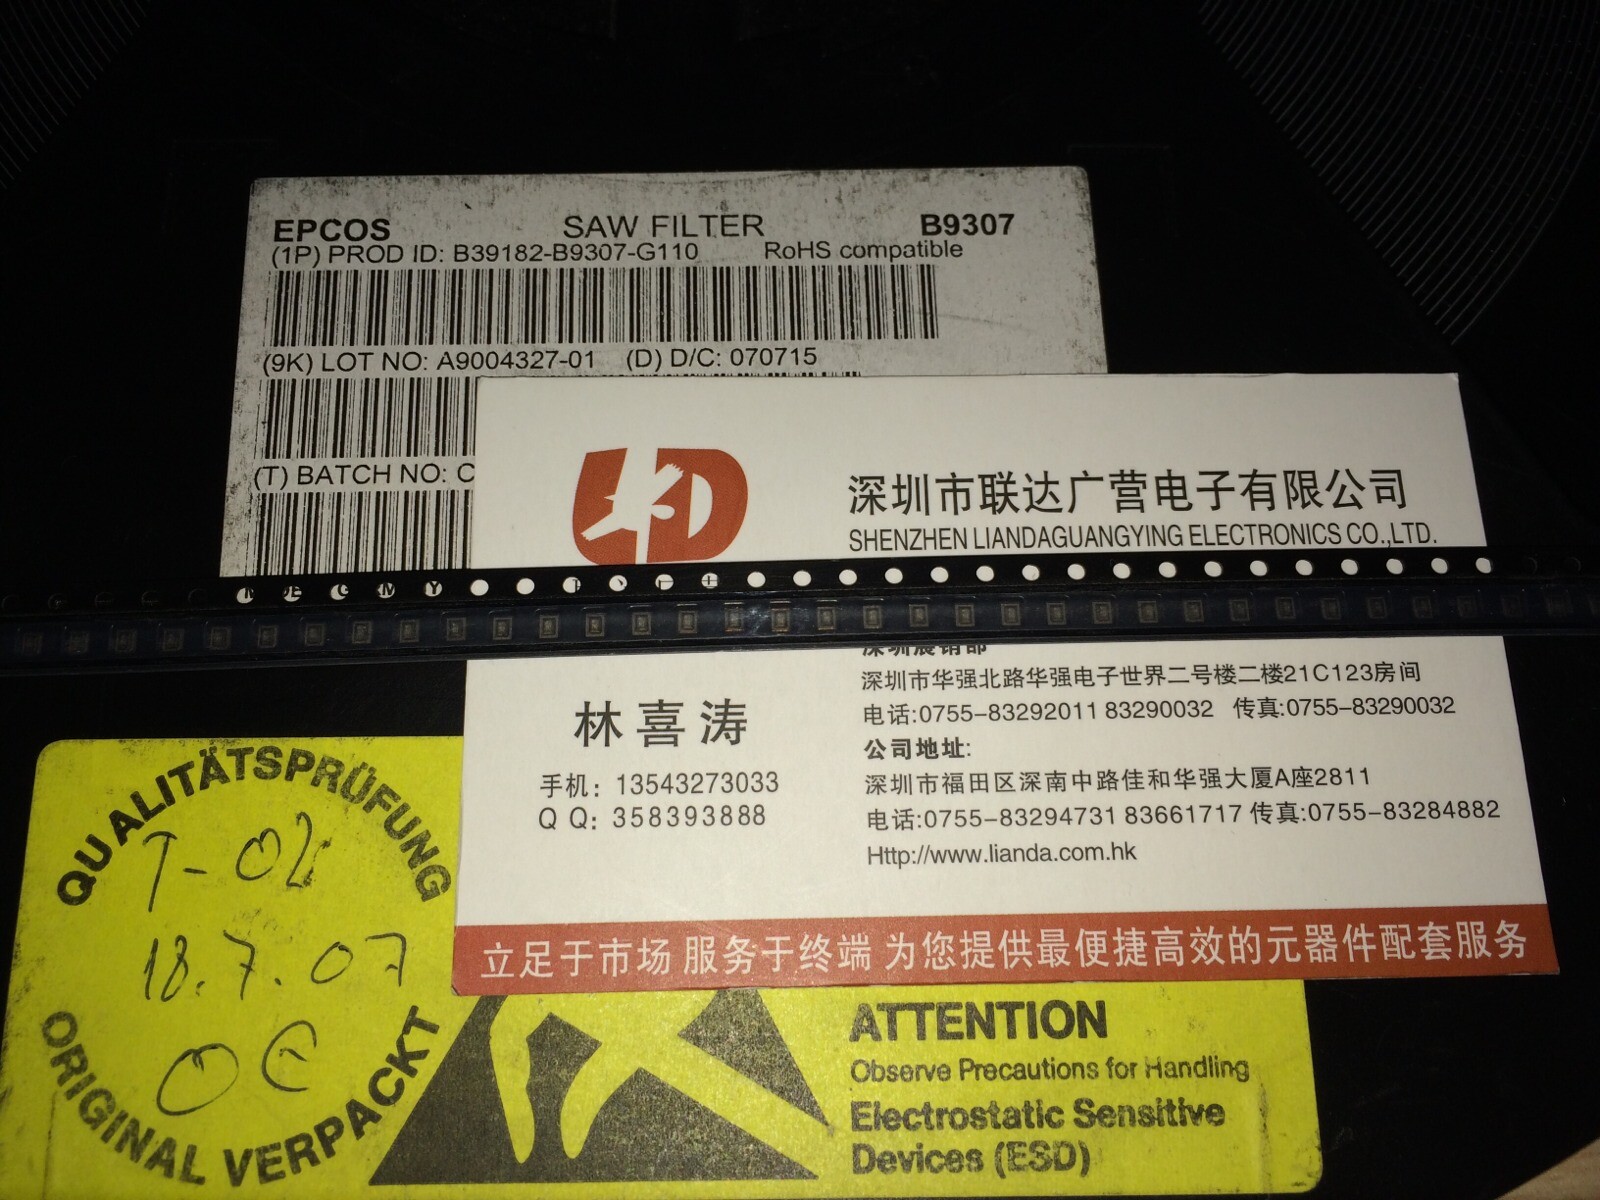 EPCOS SAW FILTER B9307
(1P) PROD ID: B39182-B9307-G110 RoHS compatible
(9K) LOT NO: A9004327-01 (D) D/C: 070715
(T) BATCH NO: C
LD
深圳市联达广营电子有限公司
SHENZHEN LIANDAGUANGYING ELECTRONICS CO.,LTD.
深圳展销部
深圳市华强北路华强电子世界二号楼二楼21C123房间
电话:0755-83292011 83290032 传真:0755-83290032
公司地址:
深圳市福田区深南中路佳和华强大厦A座2811
电话:0755-83294731 83661717 传真:0755-83284882
Http://www.lianda.com.hk
林喜涛
手机: 13543273033
Q Q: 358393888
立足于市场 服务于终端 为您提供最便捷高效的元器件配套服务
QUALITÄTSPRÜFUNG
18.7.07
ORIGINAL VERPACKT
ATTENTION
Observe Precautions for Handling
Electrostatic Sensitive
Devices (ESD)